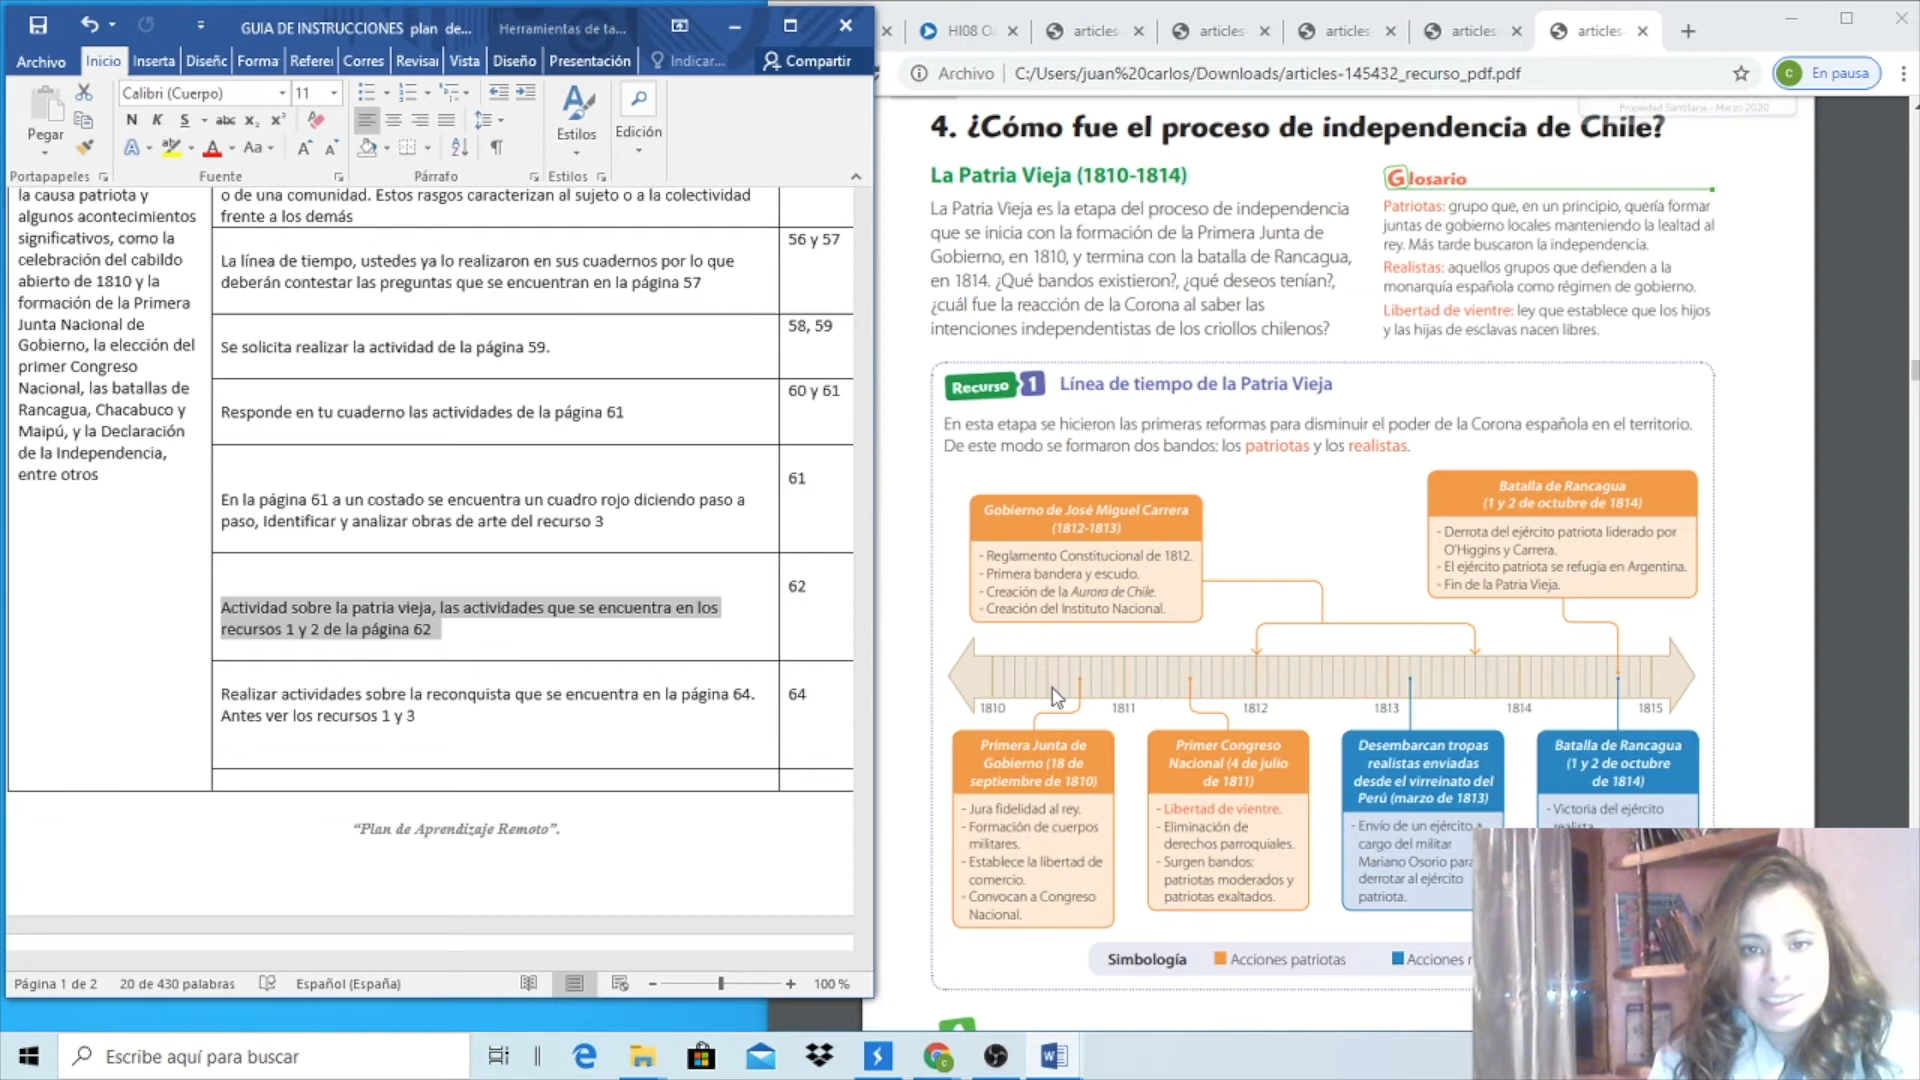 GUIA DE INSTRUCCIONES plan de...
Herramientas de ta...
Archivo
Inicio
Inserta
Diseñc
Forma
Referei
Corres
Revisai
Vista
Diseño
Presentación
Indicar...
Compartir
Pegar
Calibri (Cuerpo)
11
N K S abc x₂ x²
A Aa A A
Estilos
Edición
Portapapeles
Fuente
Párrafo
Estilos
la causa patriota y
algunos acontecimientos
significativos, como la
celebración del cabildo
abierto de 1810 y la
formación de la Primera
Junta Nacional de
Gobierno, la elección del
primer Congreso
Nacional, las batallas de
Rancagua, Chacabuco y
Maipú, y la Declaración
de la Independencia,
entre otros
o de una comunidad. Estos rasgos caracterizan al sujeto o a la colectividad
frente a los demás
La línea de tiempo, ustedes ya lo realizaron en sus cuadernos por lo que
deberán contestar las preguntas que se encuentran en la página 57
56 y 57
Se solicita realizar la actividad de la página 59.
58, 59
Responde en tu cuaderno las actividades de la página 61
60 y 61
En la página 61 a un costado se encuentra un cuadro rojo diciendo paso a
paso, Identificar y analizar obras de arte del recurso 3
61
Actividad sobre la patria vieja, las actividades que se encuentra en los
recursos 1 y 2 de la página 62
62
Realizar actividades sobre la reconquista que se encuentra en la página 64.
Antes ver los recursos 1 y 3
64
“Plan de Aprendizaje Remoto”.
Página 1 de 2
20 de 430 palabras
Español (España)
100 %
HI08 O
articles-
articles-
articles-
articles-
articles-
Archivo
C:/Users/juan%20carlos/Downloads/articles-145432_recurso_pdf.pdf
c
En pausa
Propiedad Santillana - Marzo 2020
4. ¿Cómo fue el proceso de independencia de Chile?
La Patria Vieja (1810-1814)
La Patria Vieja es la etapa del proceso de independencia
que se inicia con la formación de la Primera Junta de
Gobierno, en 1810, y termina con la batalla de Rancagua,
en 1814. ¿Qué bandos existieron?, ¿qué deseos tenían?,
¿cuál fue la reacción de la Corona al saber las
intenciones independentistas de los criollos chilenos?
Glosario
Patriotas: grupo que, en un principio, quería formar
juntas de gobierno locales manteniendo la lealtad al
rey. Más tarde buscaron la independencia.
Realistas: aquellos grupos que defienden a la
monarquía española como régimen de gobierno.
Libertad de vientre: ley que establece que los hijos
y las hijas de esclavas nacen libres.
Recurso 1 Línea de tiempo de la Patria Vieja
En esta etapa se hicieron las primeras reformas para disminuir el poder de la Corona española en el territorio.
De este modo se formaron dos bandos: los patriotas y los realistas.
Gobierno de José Miguel Carrera
(1812-1813)
- Reglamento Constitucional de 1812.
- Primera bandera y escudo.
- Creación de la Aurora de Chile.
- Creación del Instituto Nacional.
Batalla de Rancagua
(1 y 2 de octubre de 1814)
- Derrota del ejército patriota liderado por
O’Higgins y Carrera.
- El ejército patriota se refugia en Argentina.
- Fin de la Patria Vieja.
1810 1811 1812 1813 1814 1815
Primera Junta de
Gobierno (18 de
septiembre de 1810)
- Jura fidelidad al rey.
- Formación de cuerpos
militares.
- Establece la libertad de
comercio.
- Convocan a Congreso
Nacional.
Primer Congreso
Nacional (4 de julio
de 1811)
- Libertad de vientre.
- Eliminación de
derechos parroquiales.
- Surgen bandos:
patriotas moderados y
patriotas exaltados.
Desembarcan tropas
realistas enviadas
desde el virreinato del
Perú (marzo de 1813)
- Envío de un ejército a
cargo del militar
Mariano Osorio para
derrotar al ejército
patriota.
Batalla de Rancagua
(1 y 2 de octubre
de 1814)
- Victoria del ejército
realista.
Simbología
Acciones patriotas
Acciones r
Escribe aquí para buscar